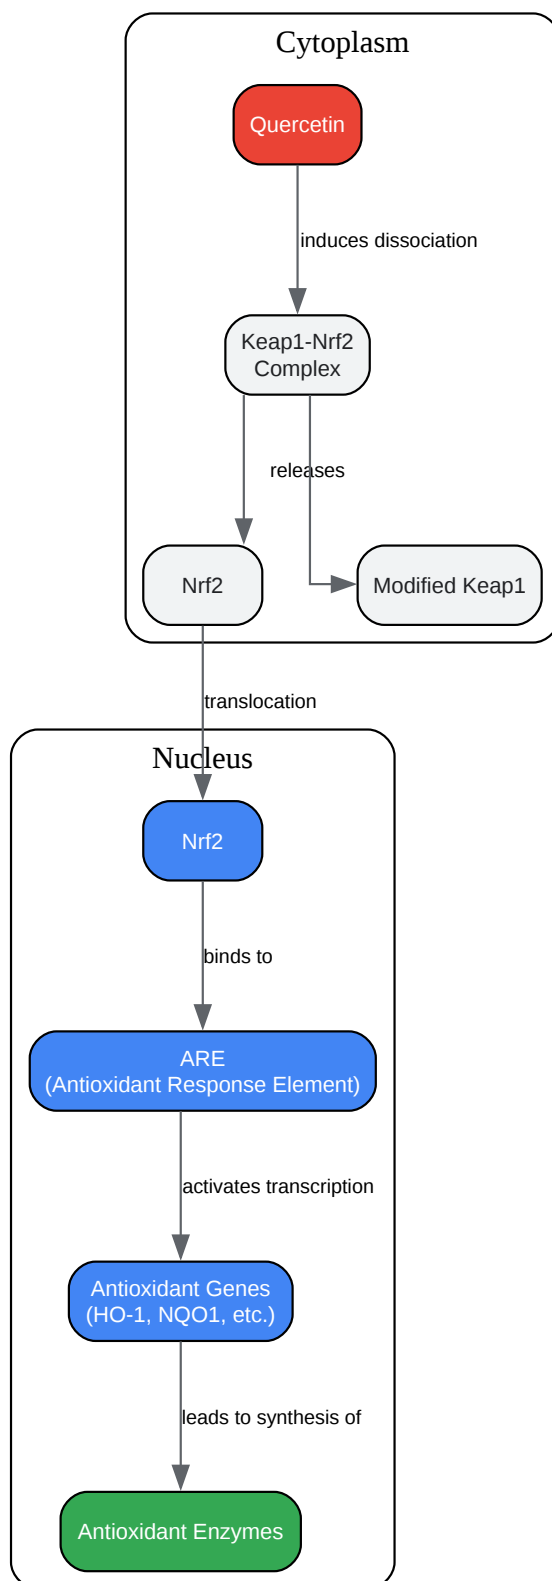 Cytoplasm
Quercetin
induces dissociation
Keap1-Nrf2
Complex
releases
Nrf2
Modified Keap1
translocation
Nucleus
Nrf2
binds to
ARE
(Antioxidant Response Element)
activates transcription
Antioxidant Genes
(HO-1, NQO1, etc.)
leads to synthesis of
Antioxidant Enzymes